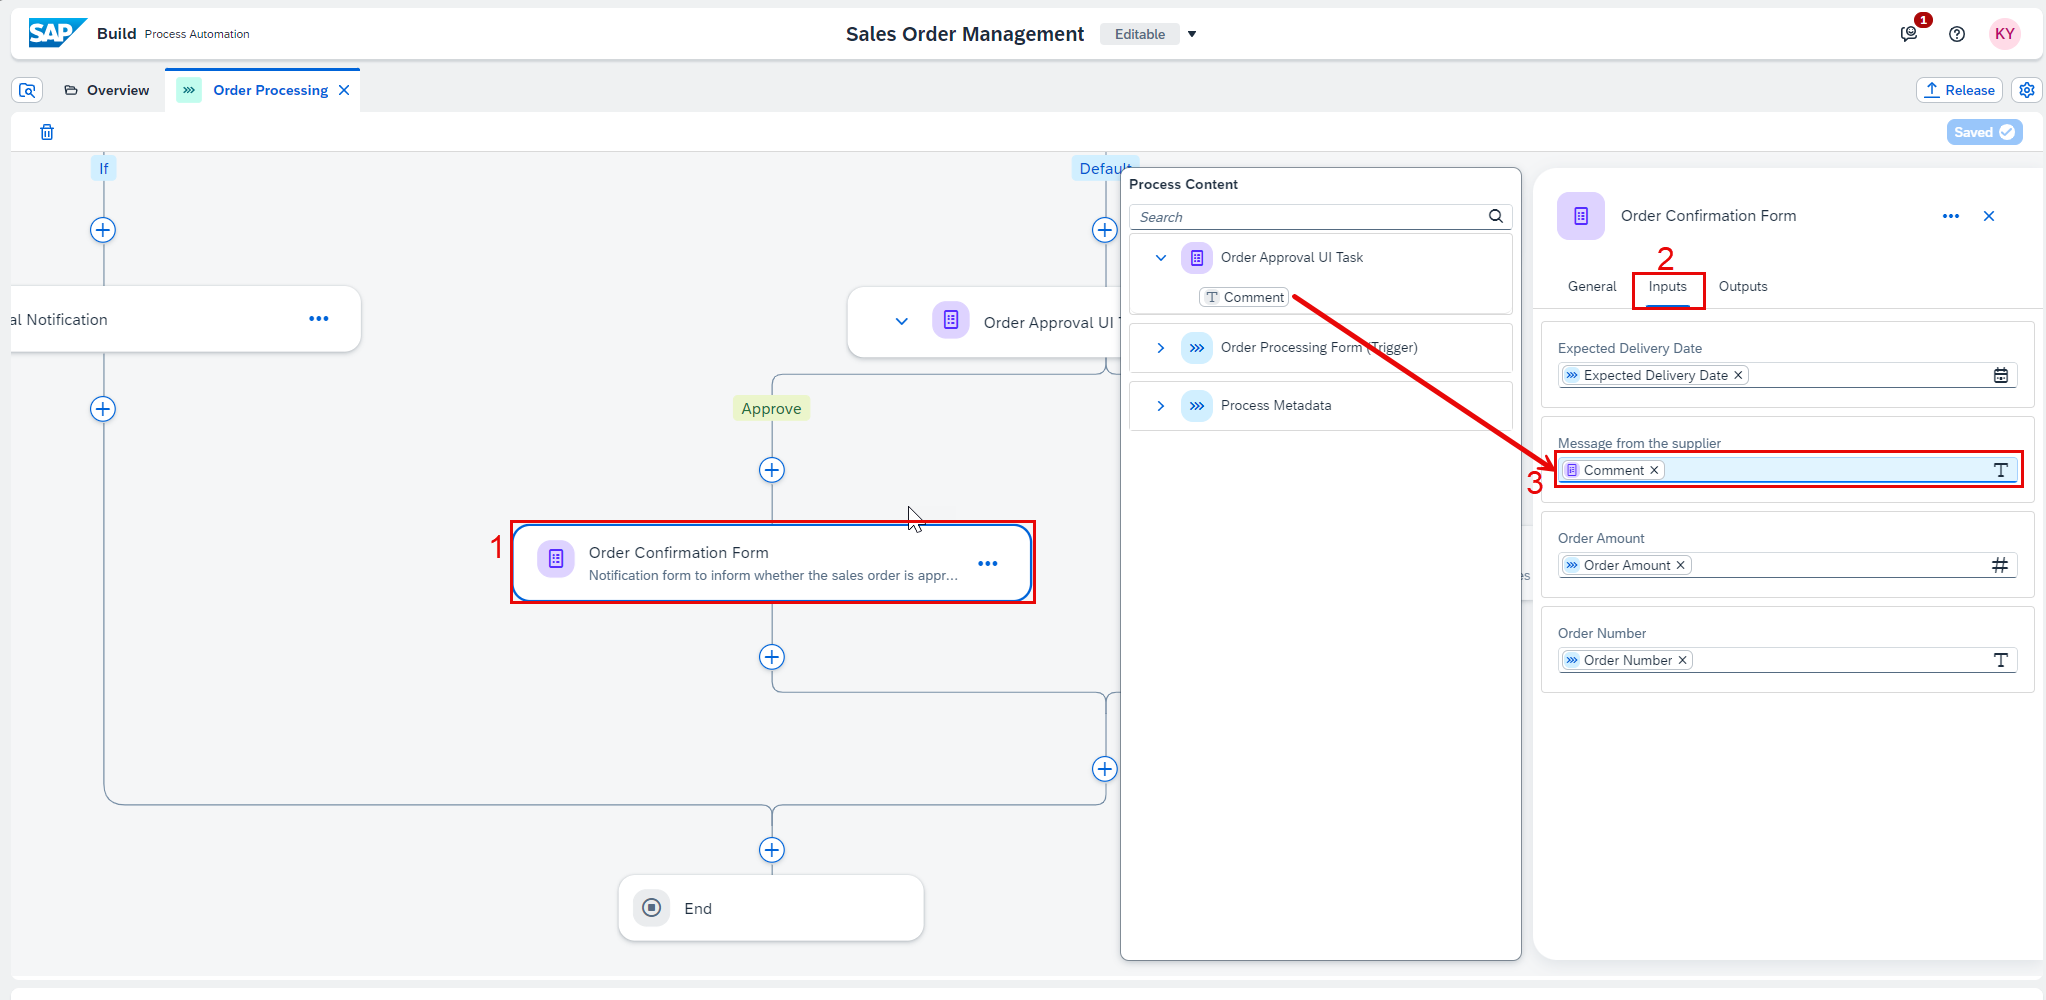 SAP Build Process Automation
Sales Order Management Editable
1
KY
Overview
Order Processing
Release
Saved
If
Default
al Notification
Order Approval UI T
Approve
1
Order Confirmation Form
Notification form to inform whether the sales order is appr...
End
Process Content
Search
Order Approval UI Task
Comment
Order Processing Form (Trigger)
Process Metadata
es
Order Confirmation Form
2
General Inputs Outputs
Expected Delivery Date
Expected Delivery Date
Message from the supplier
Comment
3
Order Amount
Order Amount
Order Number
Order Number